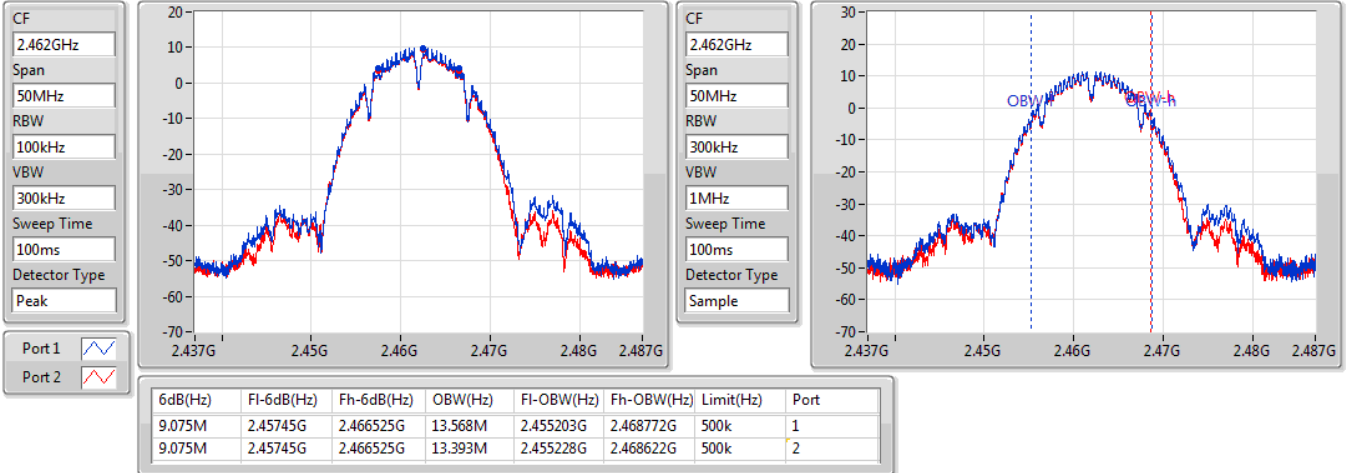 CF
2.462GHz
Span
50MHz
RBW
100kHz
VBW
300kHz
Sweep Time
100ms
Detector Type
Peak
20
10
0
-10
-20
-30
-40
-50
-60
-70
2.437G 2.45G 2.46G 2.47G 2.48G 2.487G
CF
2.462GHz
Span
50MHz
RBW
300kHz
VBW
1MHz
Sweep Time
100ms
Detector Type
Sample
30
20
10
0
-10
-20
-30
-40
-50
-60
-70
OBW-h
2.437G 2.45G 2.46G 2.47G 2.48G 2.487G
Port 1
Port 2
6dB(Hz) Fl-6dB(Hz) Fh-6dB(Hz) OBW(Hz) Fl-OBW(Hz) Fh-OBW(Hz) Limit(Hz) Port
9.075M 2.45745G 2.466525G 13.568M 2.455203G 2.468772G 500k 1
9.075M 2.45745G 2.466525G 13.393M 2.455228G 2.468622G 500k 2